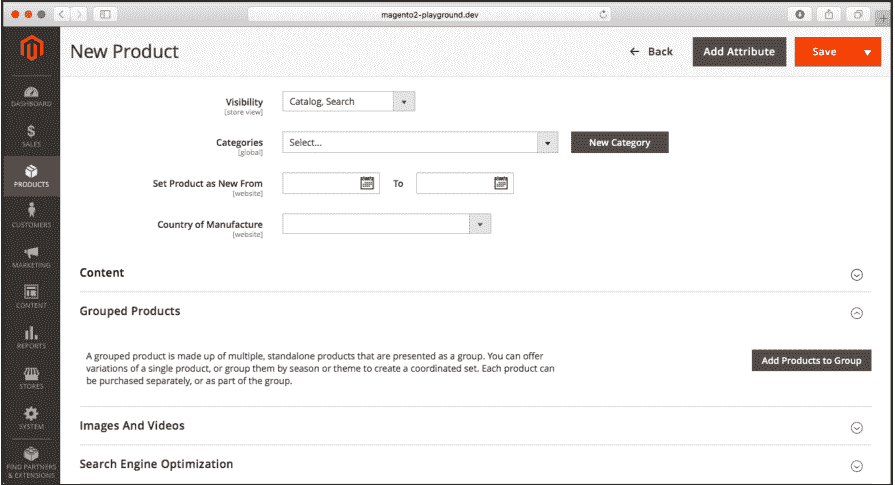 magento2-playground.dev
New Product
← Back
Add Attribute
Save
DASHBOARD
$
SALES
PRODUCTS
CUSTOMERS
MARKETING
CONTENT
REPORTS
STORES
SYSTEM
FIND PARTNERS
& EXTENSIONS
Visibility
[store view]
Catalog, Search
Categories
[global]
Select...
New Category
Set Product as New From
[website]
To
Country of Manufacture
[website]
Content
Grouped Products
A grouped product is made up of multiple, standalone products that are presented as a group. You can offer
variations of a single product, or group them by season or theme to create a coordinated set. Each product can
be purchased separately, or as part of the group.
Add Products to Group
Images And Videos
Search Engine Optimization